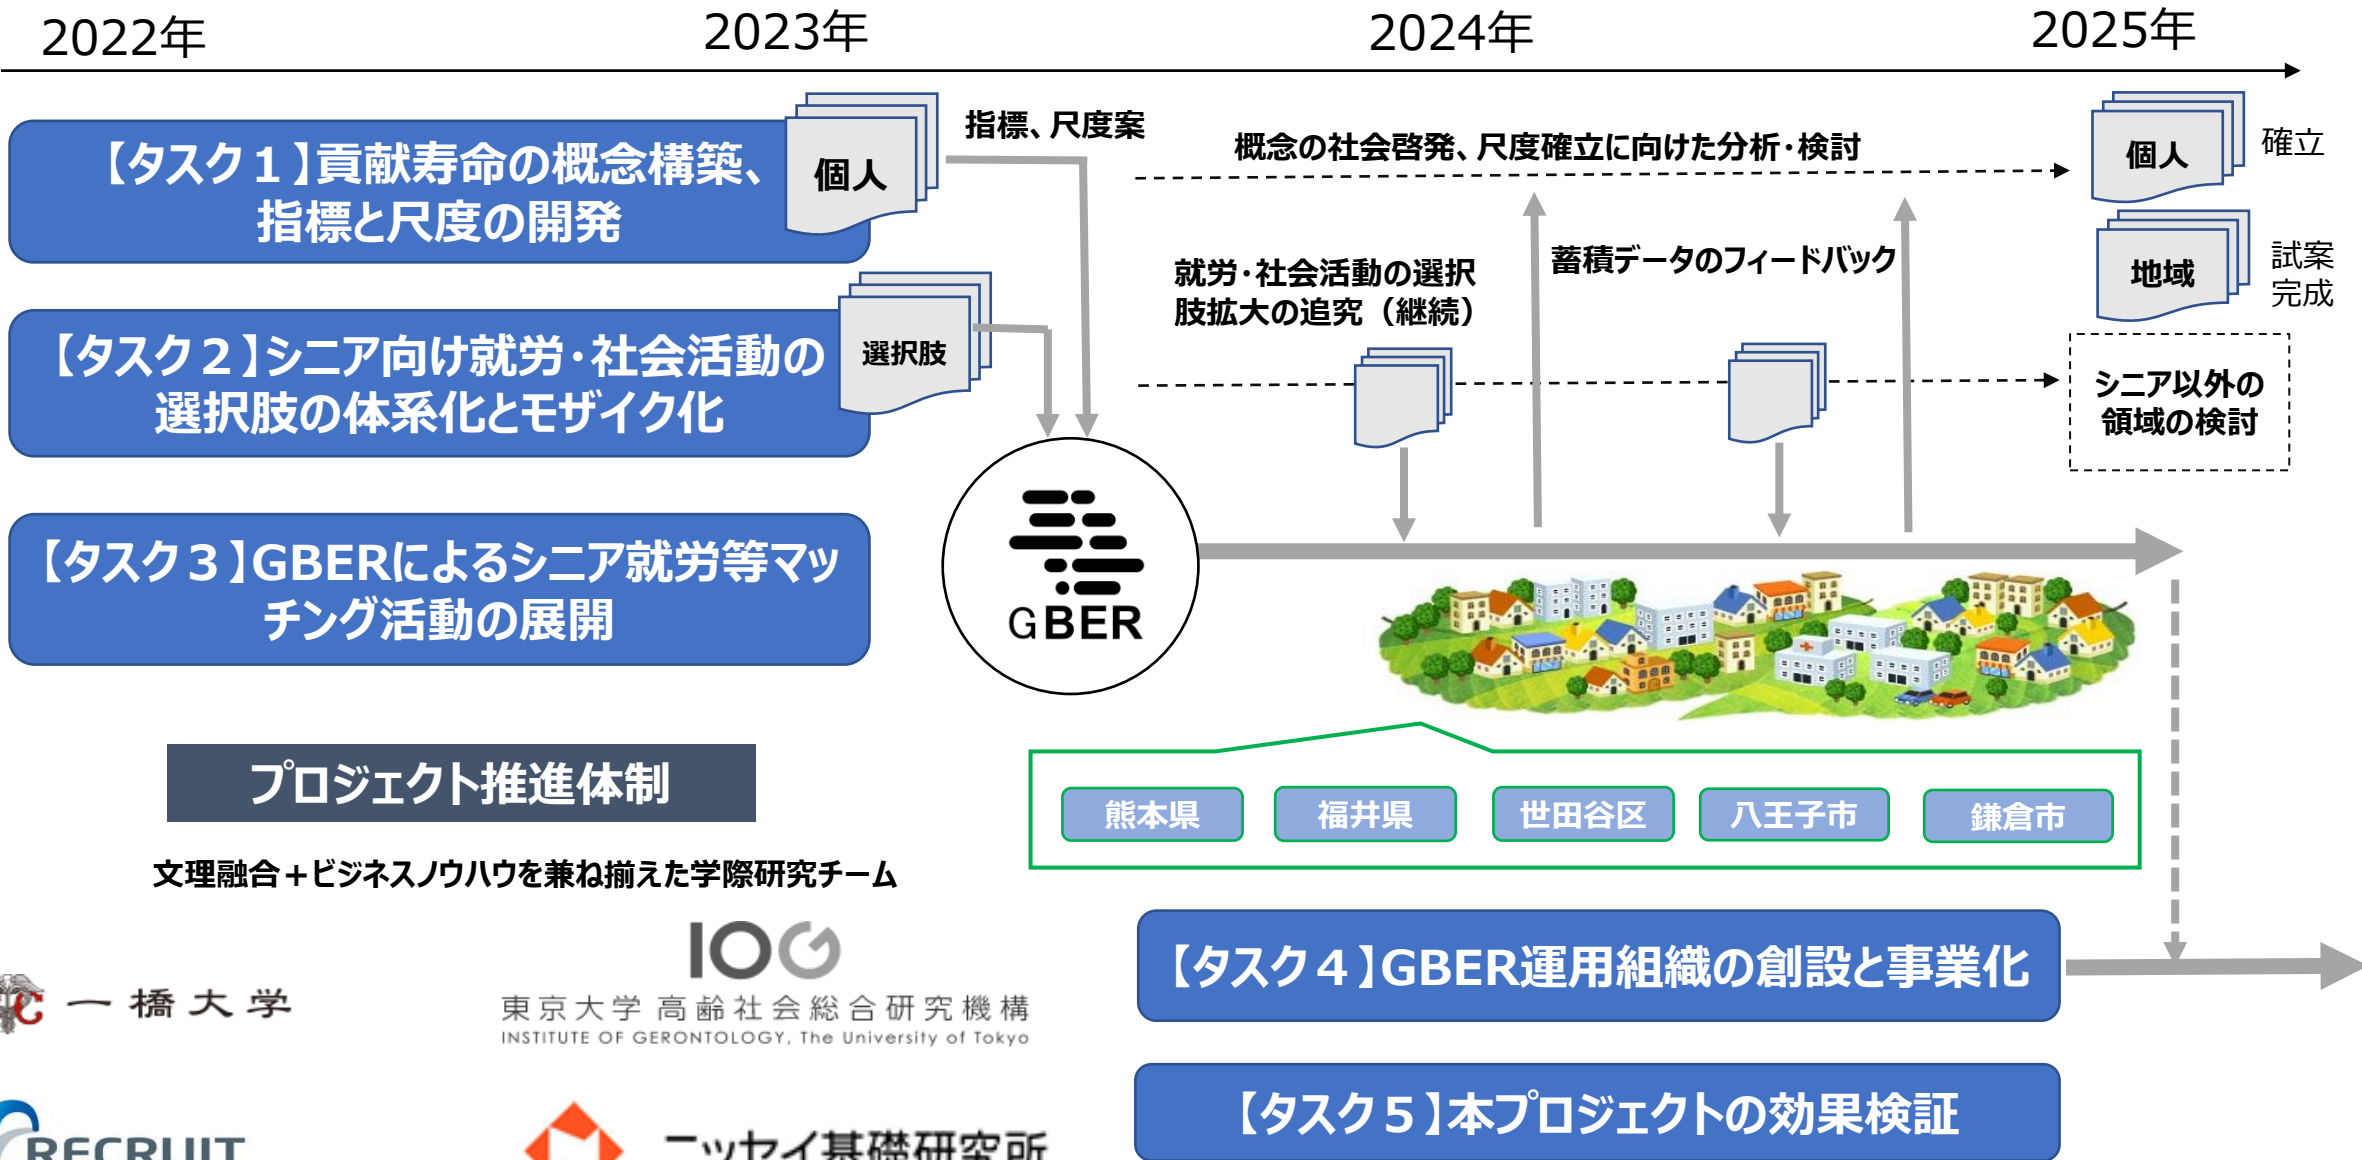 2022年
2023年
2024年
2025年
【タスク１】貢献寿命の概念構築、
指標と尺度の開発
個人
指標、尺度案
概念の社会啓発、尺度確立に向けた分析・検討
個人
確立
地域
試案
完成
【タスク２】シニア向け就労・社会活動の
選択肢の体系化とモザイク化
選択肢
就労・社会活動の選択
肢拡大の追究（継続）
蓄積データのフィードバック
シニア以外の
領域の検討
【タスク３】GBERによるシニア就労等マッ
チング活動の展開
GBER
熊本県
福井県
世田谷区
八王子市
鎌倉市
プロジェクト推進体制
文理融合＋ビジネスノウハウを兼ね揃えた学際研究チーム
一橋大学
IOG
東京大学 高齢社会総合研究機構
INSTITUTE OF GERONTOLOGY, The University of Tokyo
RECRUIT
ニッセイ基礎研究所
【タスク４】GBER運用組織の創設と事業化
【タスク５】本プロジェクトの効果検証